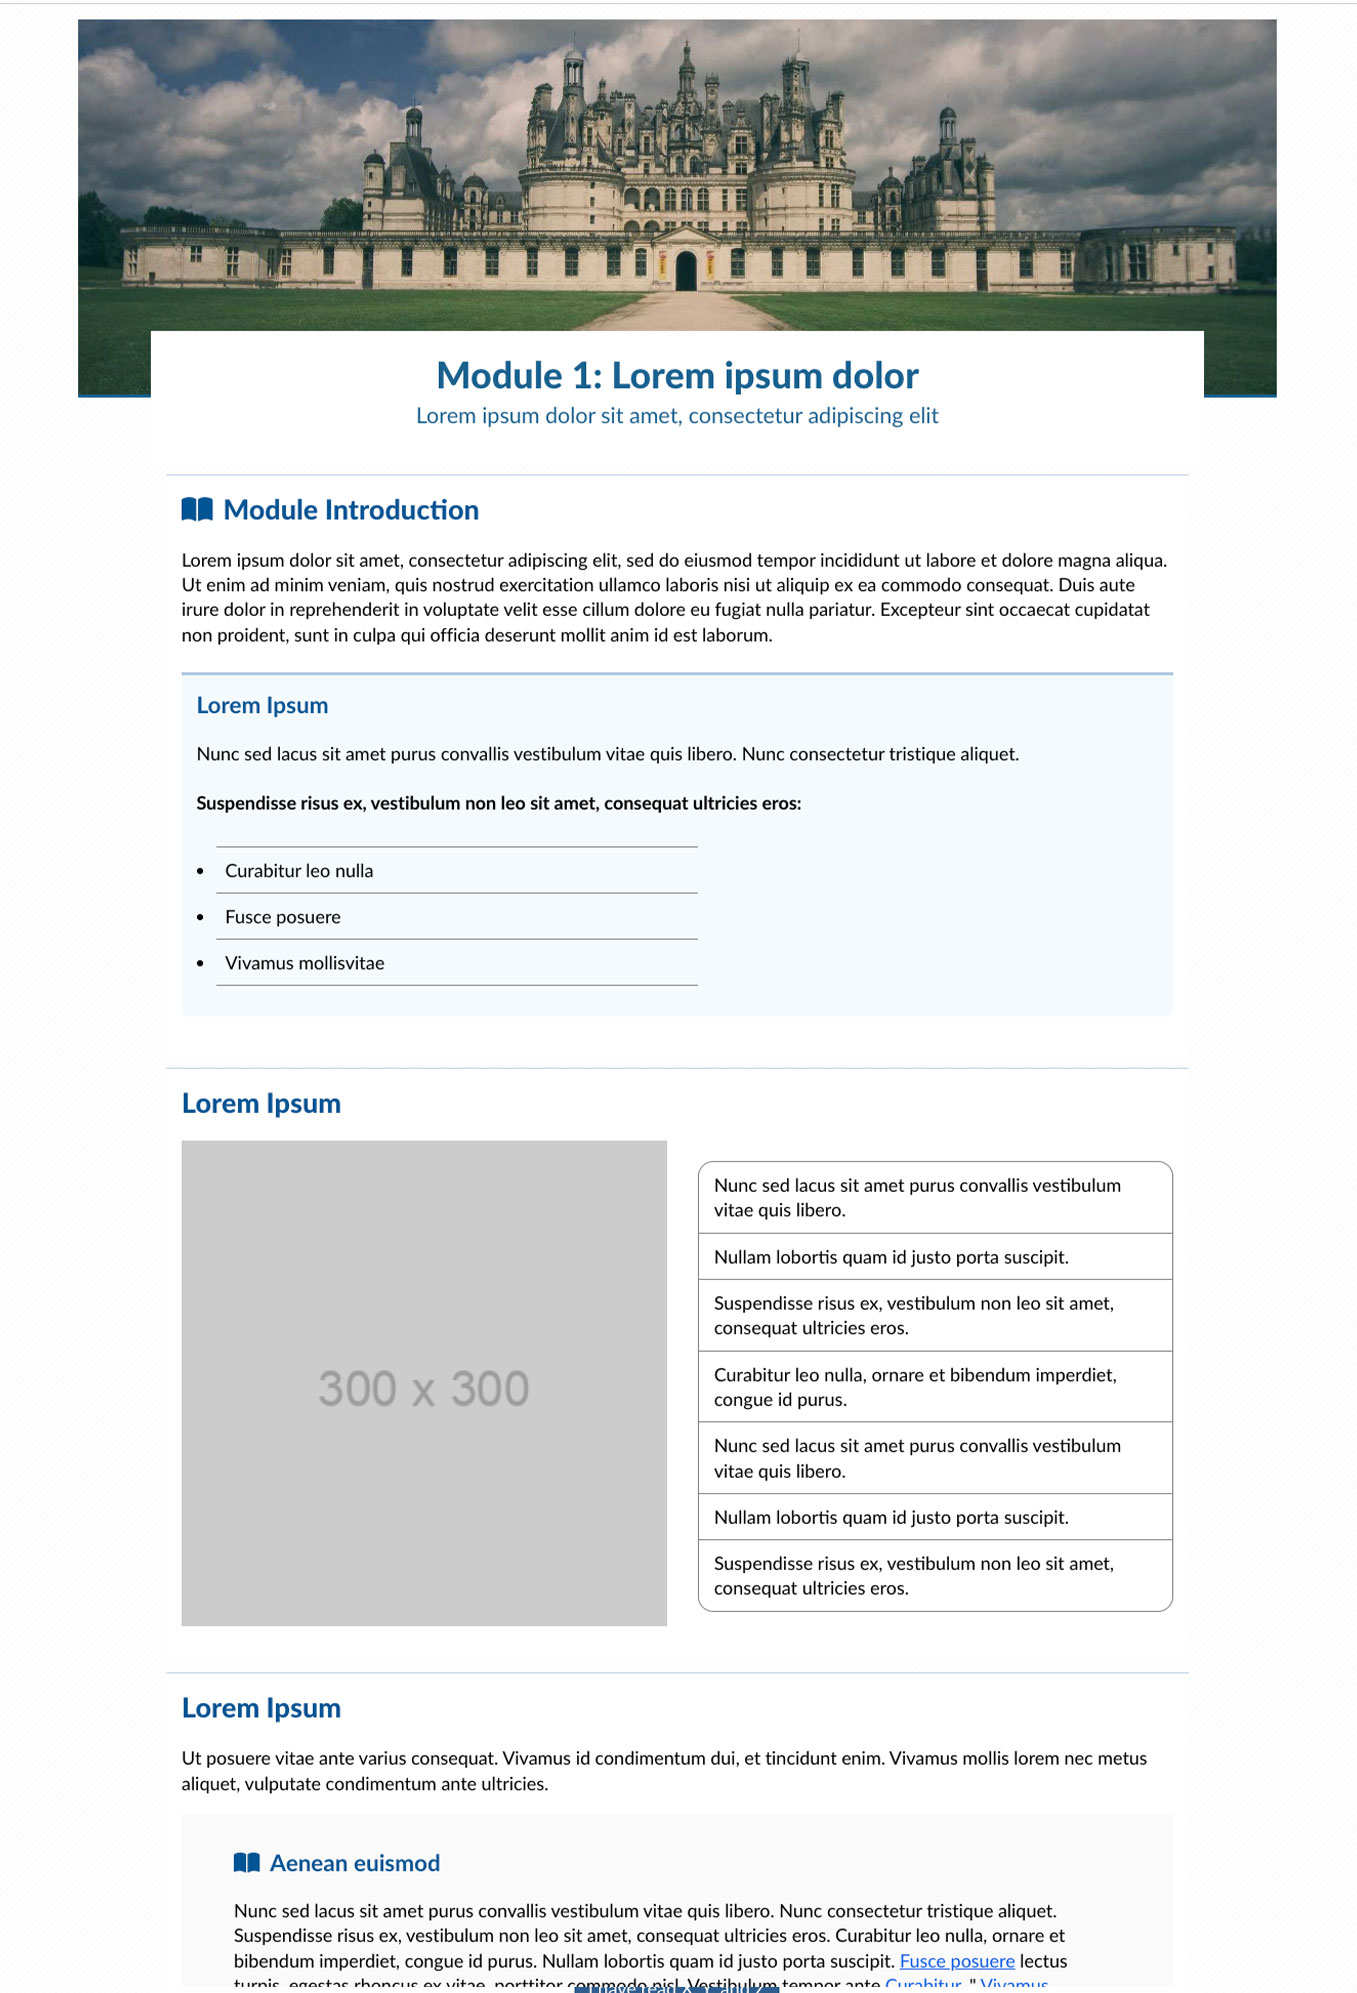 Module 1: Lorem ipsum dolor
Lorem ipsum dolor sit amet, consectetur adipiscing elit
Module Introduction
Lorem ipsum dolor sit amet, consectetur adipiscing elit, sed do eiusmod tempor incididunt ut labore et dolore magna aliqua.
Ut enim ad minim veniam, quis nostrud exercitation ullamco laboris nisi ut aliquip ex ea commodo consequat. Duis aute
irure dolor in reprehenderit in voluptate velit esse cillum dolore eu fugiat nulla pariatur. Excepteur sint occaecat cupidatat
non proident, sunt in culpa qui officia deserunt mollit anim id est laborum.
Lorem Ipsum
Nunc sed lacus sit amet purus convallis vestibulum vitae quis libero. Nunc consectetur tristique aliquet.
Suspendisse risus ex, vestibulum non leo sit amet, consequat ultricies eros:
• Curabitur leo nulla
• Fusce posuere
• Vivamus mollisvitae
Lorem Ipsum
300 x 300
Nunc sed lacus sit amet purus convallis vestibulum
vitae quis libero.
Nullam lobortis quam id justo porta suscipit.
Suspendisse risus ex, vestibulum non leo sit amet,
consequat ultricies eros.
Curabitur leo nulla, ornare et bibendum imperdiet,
congue id purus.
Nunc sed lacus sit amet purus convallis vestibulum
vitae quis libero.
Nullam lobortis quam id justo porta suscipit.
Suspendisse risus ex, vestibulum non leo sit amet,
consequat ultricies eros.
Lorem Ipsum
Ut posuere vitae ante varius consequat. Vivamus id condimentum dui, et tincidunt enim. Vivamus mollis lorem nec metus
aliquet, vulputate condimentum ante ultricies.
Aenean euismod
Nunc sed lacus sit amet purus convallis vestibulum vitae quis libero. Nunc consectetur tristique aliquet.
Suspendisse risus ex, vestibulum non leo sit amet, consequat ultricies eros. Curabitur leo nulla, ornare et
bibendum imperdiet, congue id purus. Nullam lobortis quam id justo porta suscipit. Fusce posuere lectus
turpis, egestas rhoncus ex vitae, porttitor commodo nisl. Vestibulum tempor ante Curabitur. " Vivamus
I have read X, Y, and Z